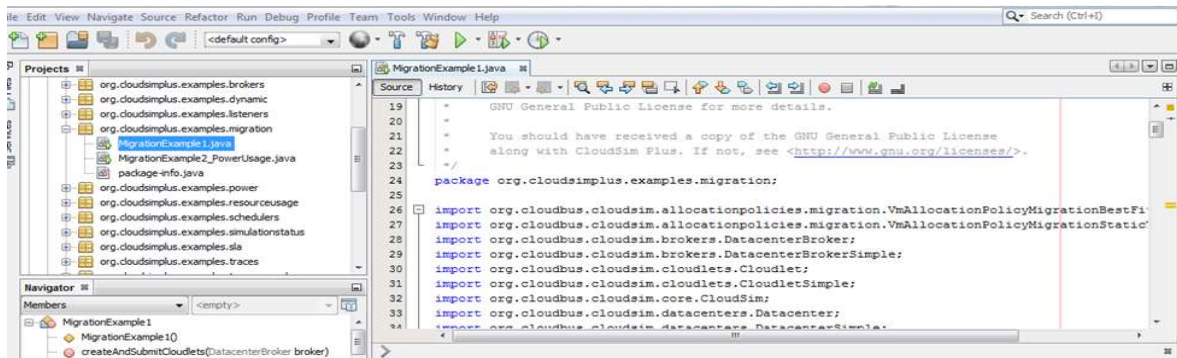 ile Edit View Navigate Source Refactor Run Debug Profile Team Tools Window Help
Search (Ctrl+I)
<default config>
Projects
org.cloudsimplus.examples.brokers
org.cloudsimplus.examples.dynamic
org.cloudsimplus.examples.listeners
org.cloudsimplus.examples.migration
MigrationExample1.java
MigrationExample2_PowerUsage.java
package-info.java
org.cloudsimplus.examples.power
org.cloudsimplus.examples.resourceusage
org.cloudsimplus.examples.schedulers
org.cloudsimplus.examples.simulationstatus
org.cloudsimplus.examples.sla
org.cloudsimplus.examples.traces
Navigator
Members
<empty>
MigrationExample1
MigrationExample1()
createAndSubmitCloudlets(DatacenterBroker broker)
MigrationExample1.java
Source History
19 * GNU General Public License for more details.
20 *
21 * You should have received a copy of the GNU General Public License
22 * along with CloudSim Plus. If not, see <http://www.gnu.org/licenses/>.
23 */
24 package org.cloudsimplus.examples.migration;
25
26 import org.cloudbus.cloudsim.allocationpolicies.migration.VmAllocationPolicyMigrationBestFi
27 import org.cloudbus.cloudsim.allocationpolicies.migration.VmAllocationPolicyMigrationStatic
28 import org.cloudbus.cloudsim.brokers.DatacenterBroker;
29 import org.cloudbus.cloudsim.brokers.DatacenterBrokerSimple;
30 import org.cloudbus.cloudsim.cloudlets.Cloudlet;
31 import org.cloudbus.cloudsim.cloudlets.CloudletSimple;
32 import org.cloudbus.cloudsim.core.CloudSim;
33 import org.cloudbus.cloudsim.datacenters.Datacenter;
34 import org.cloudbus.cloudsim.datacenters.DatacenterSimple;